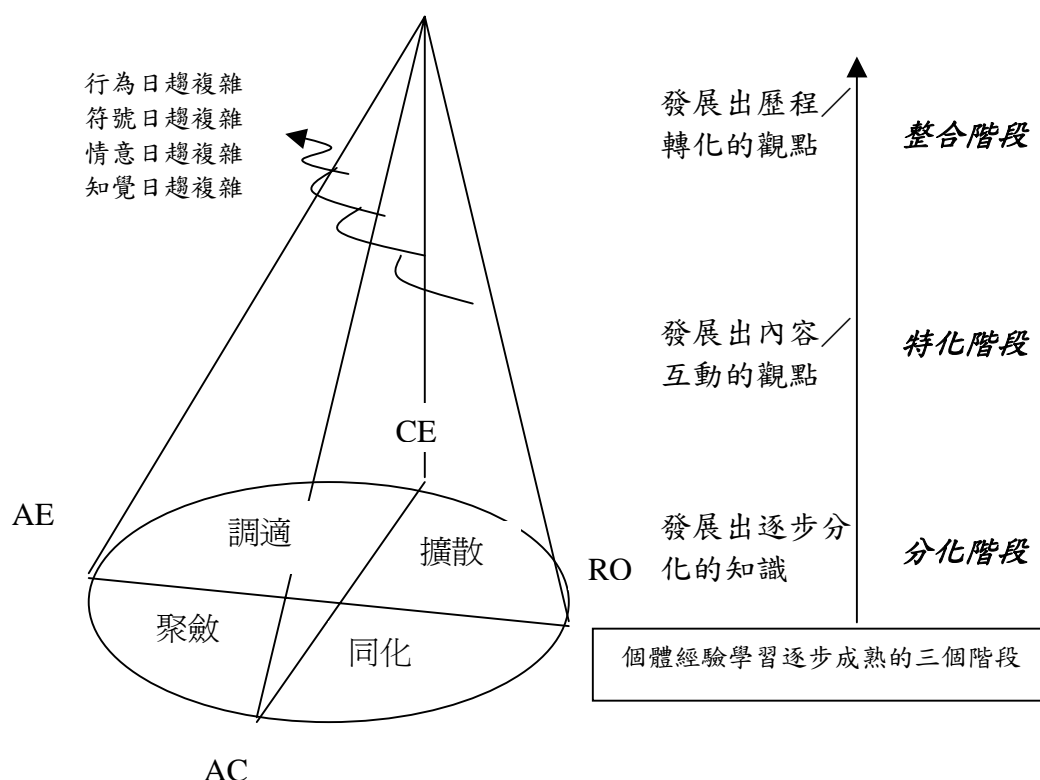 行為日趨複雜
符號日趨複雜
情意日趨複雜
知覺日趨複雜
發展出歷程／
轉化的觀點
整合階段
發展出內容／
互動的觀點
特化階段
CE
AE
調適
擴散
RO
發展出逐步分
化的知識
分化階段
聚斂
同化
個體經驗學習逐步成熟的三個階段
AC